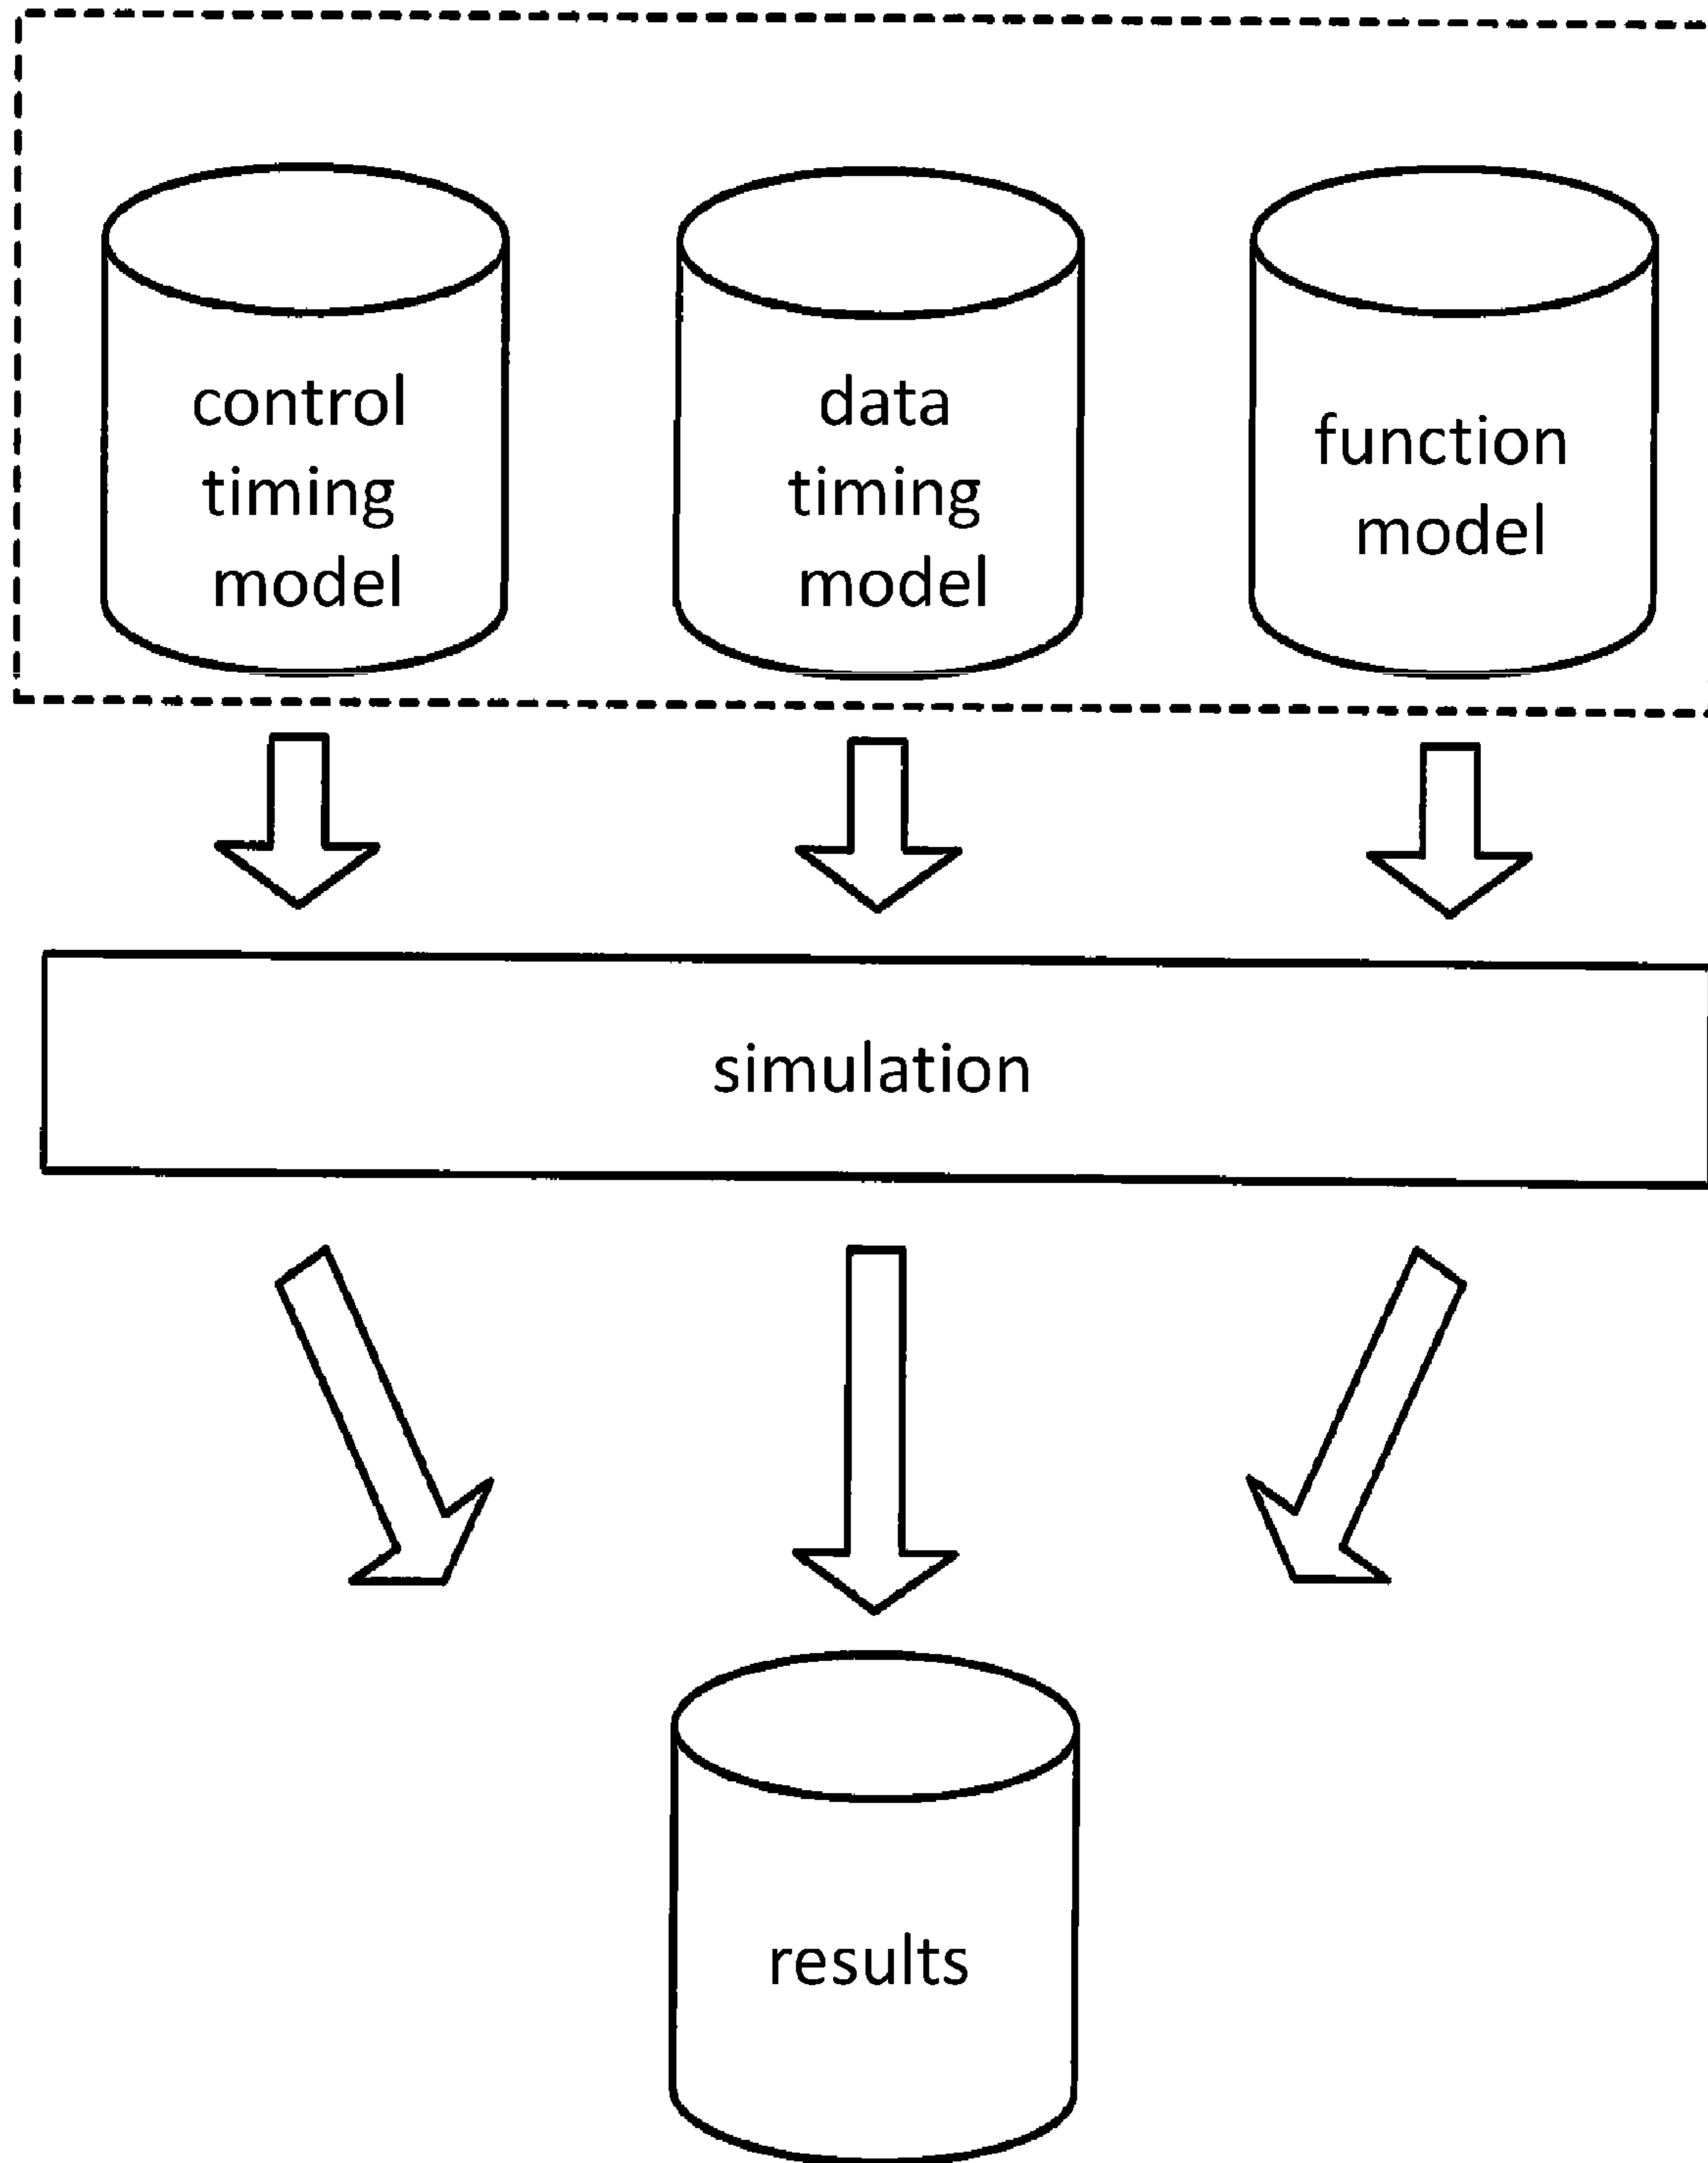 control
timing
model
data
timing
model
function
model
simulation
results